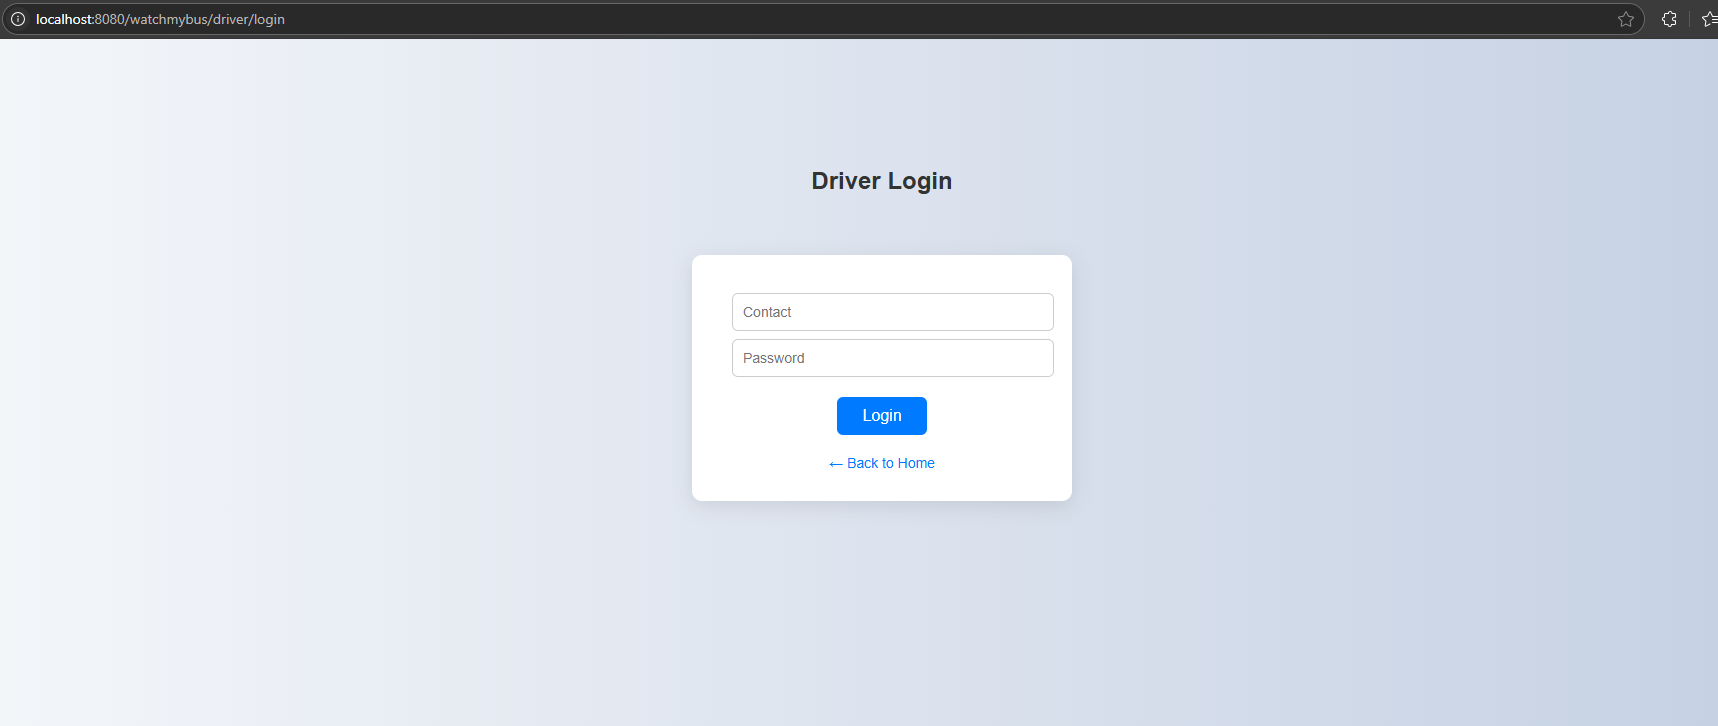 localhost:8080/watchmybus/driver/login
Driver Login
Contact
Password
Login
← Back to Home